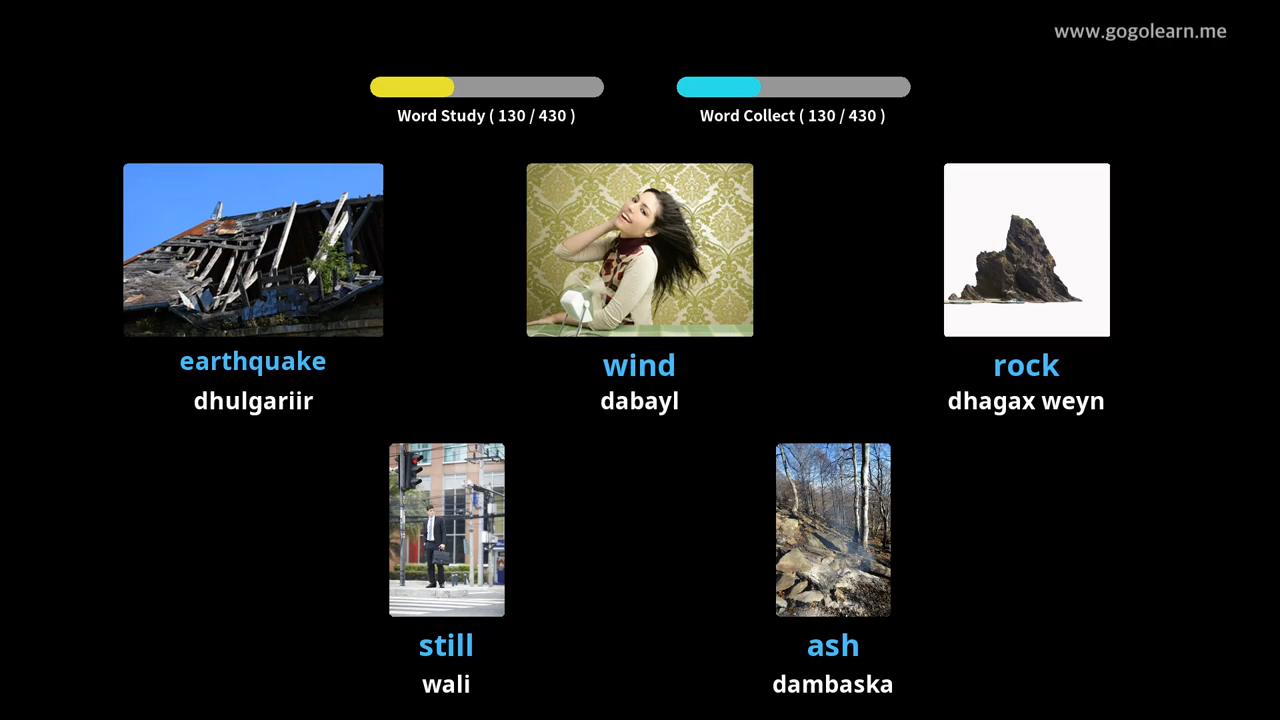 www.gogolearn.me
Word Study ( 130 / 430 )
Word Collect ( 130 / 430 )
earthquake
dhulgariir
wind
dabayl
rock
dhagax weyn
still
wali
ash
dambaska